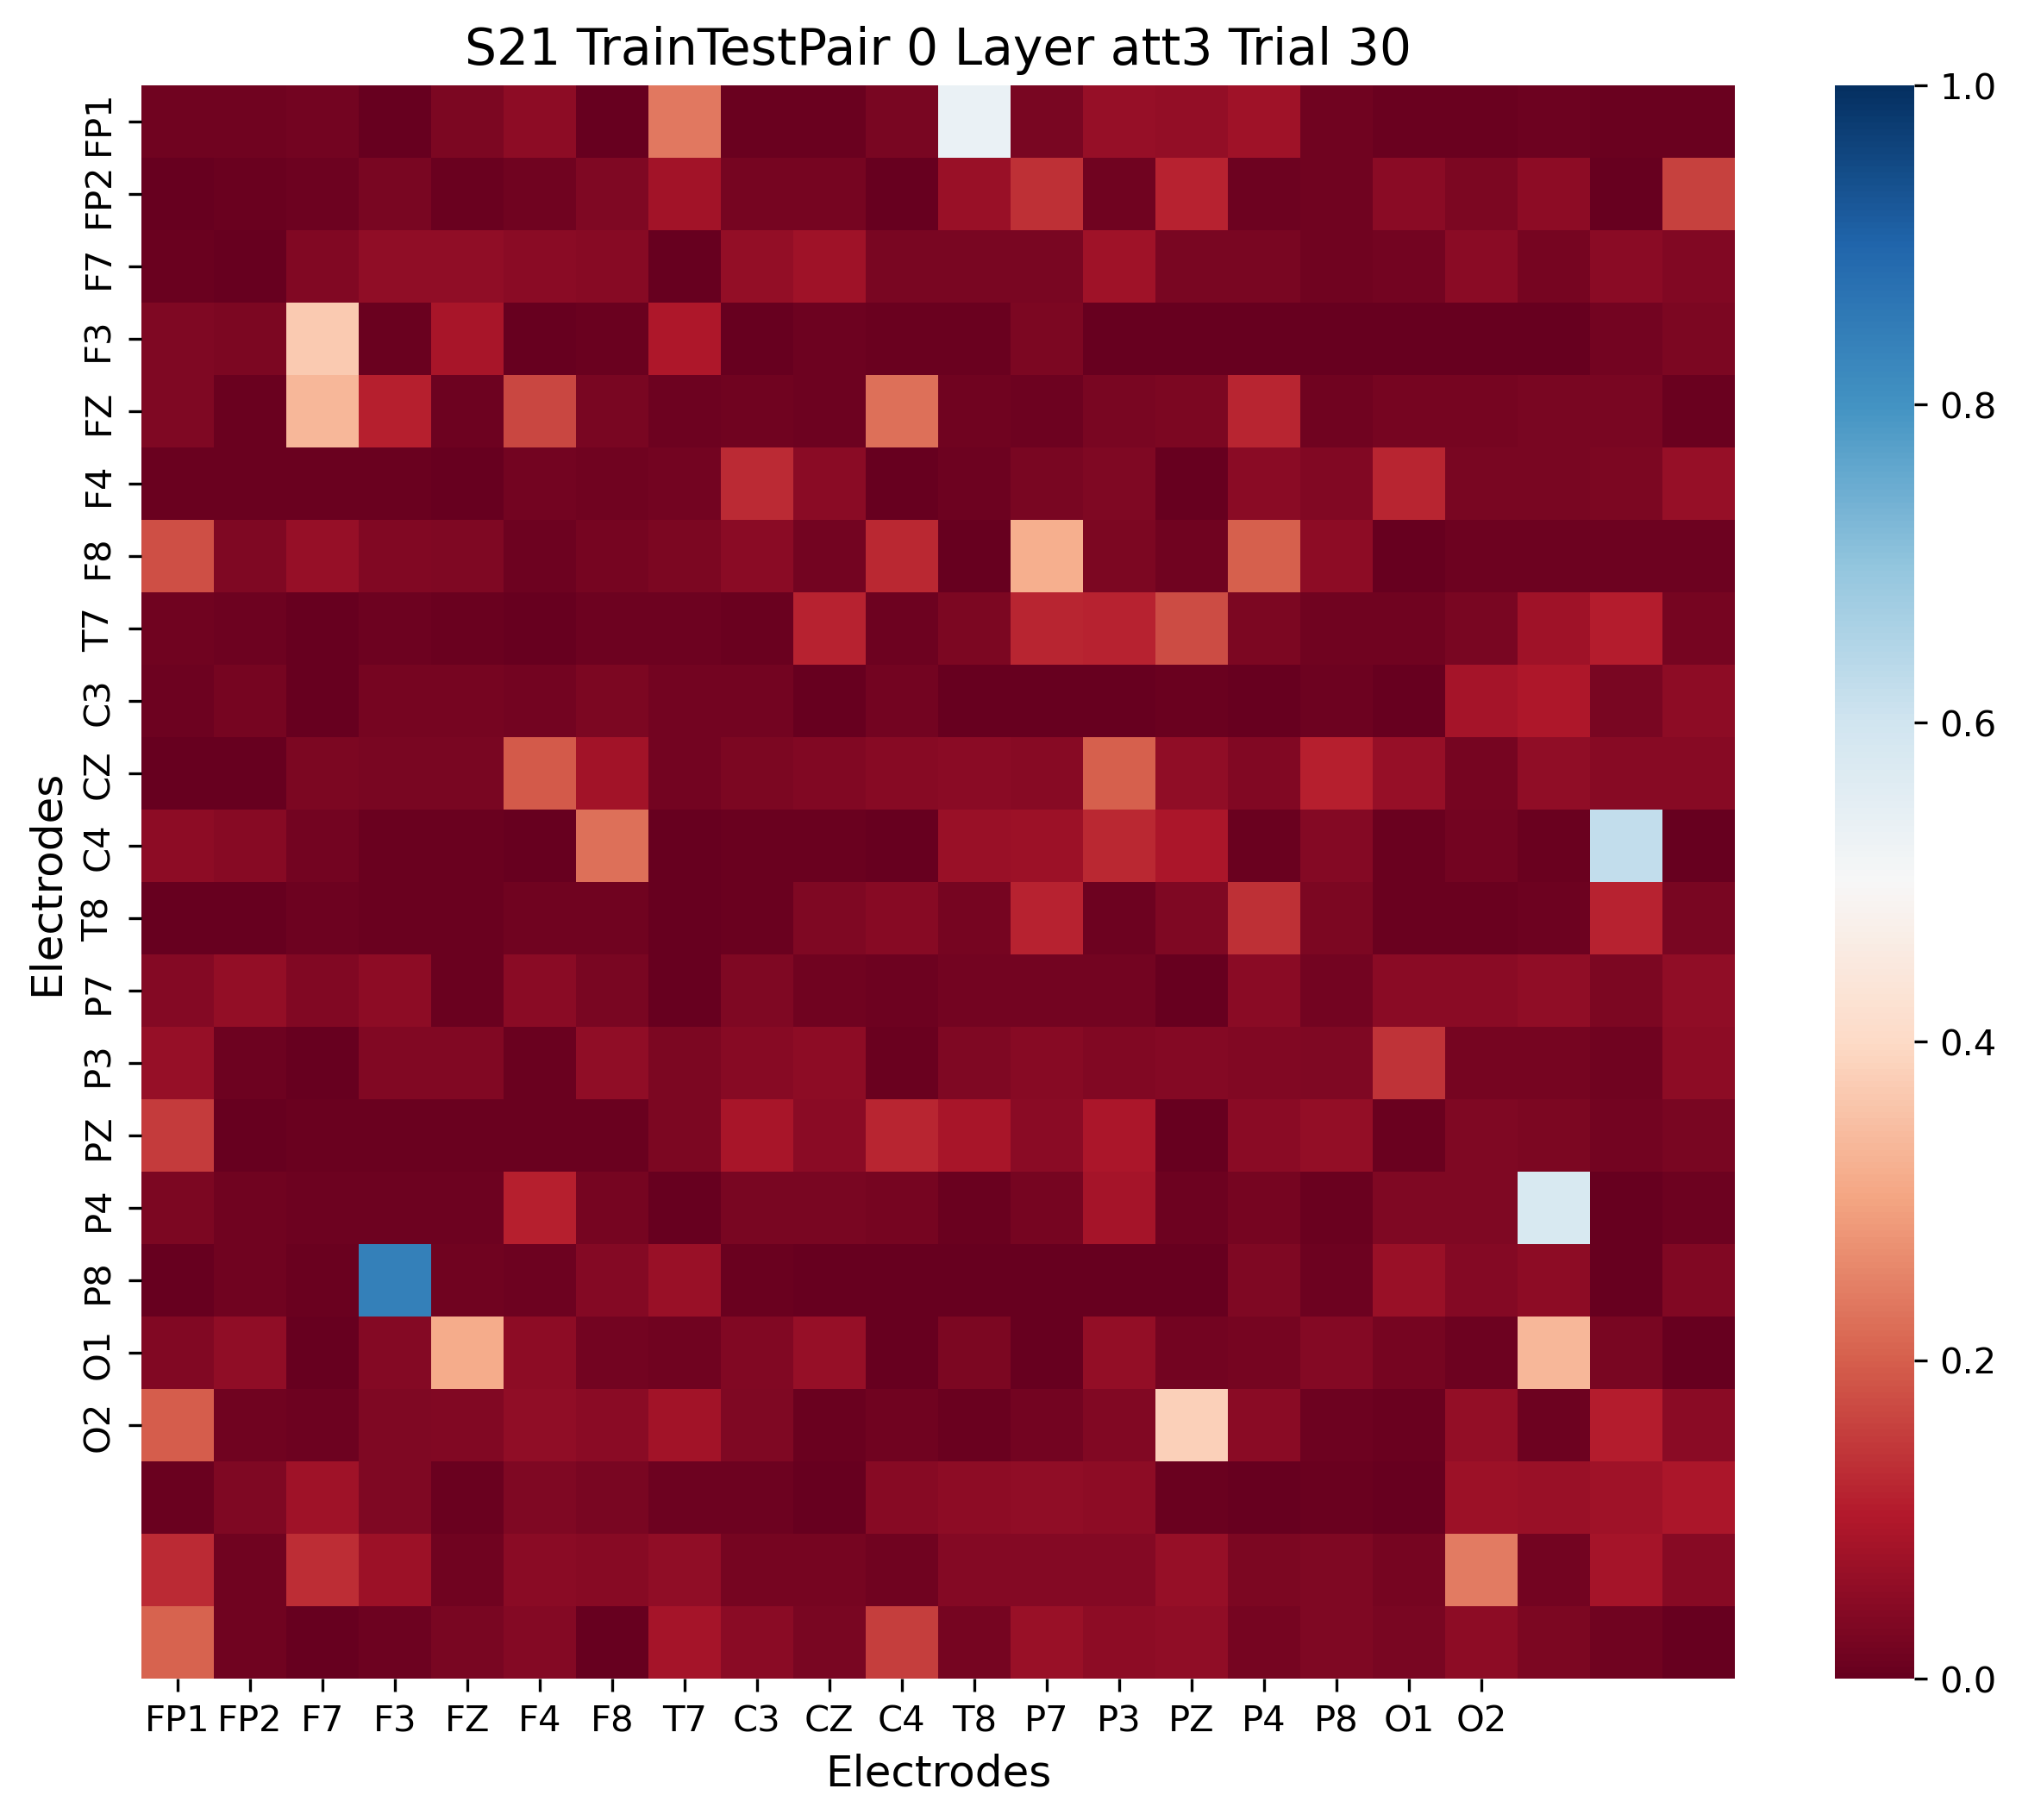 S21 TrainTestPair 0 Layer att3 Trial 30
Electrodes
FP1
FP2
F7
F3
FZ
F4
F8
T7
C3
CZ
C4
T8
P7
P3
PZ
P4
P8
O1
O2
FP1 FP2 F7 F3 FZ F4 F8 T7 C3 CZ C4 T8 P7 P3 PZ P4 P8 O1 O2
Electrodes
1.0
0.8
0.6
0.4
0.2
0.0